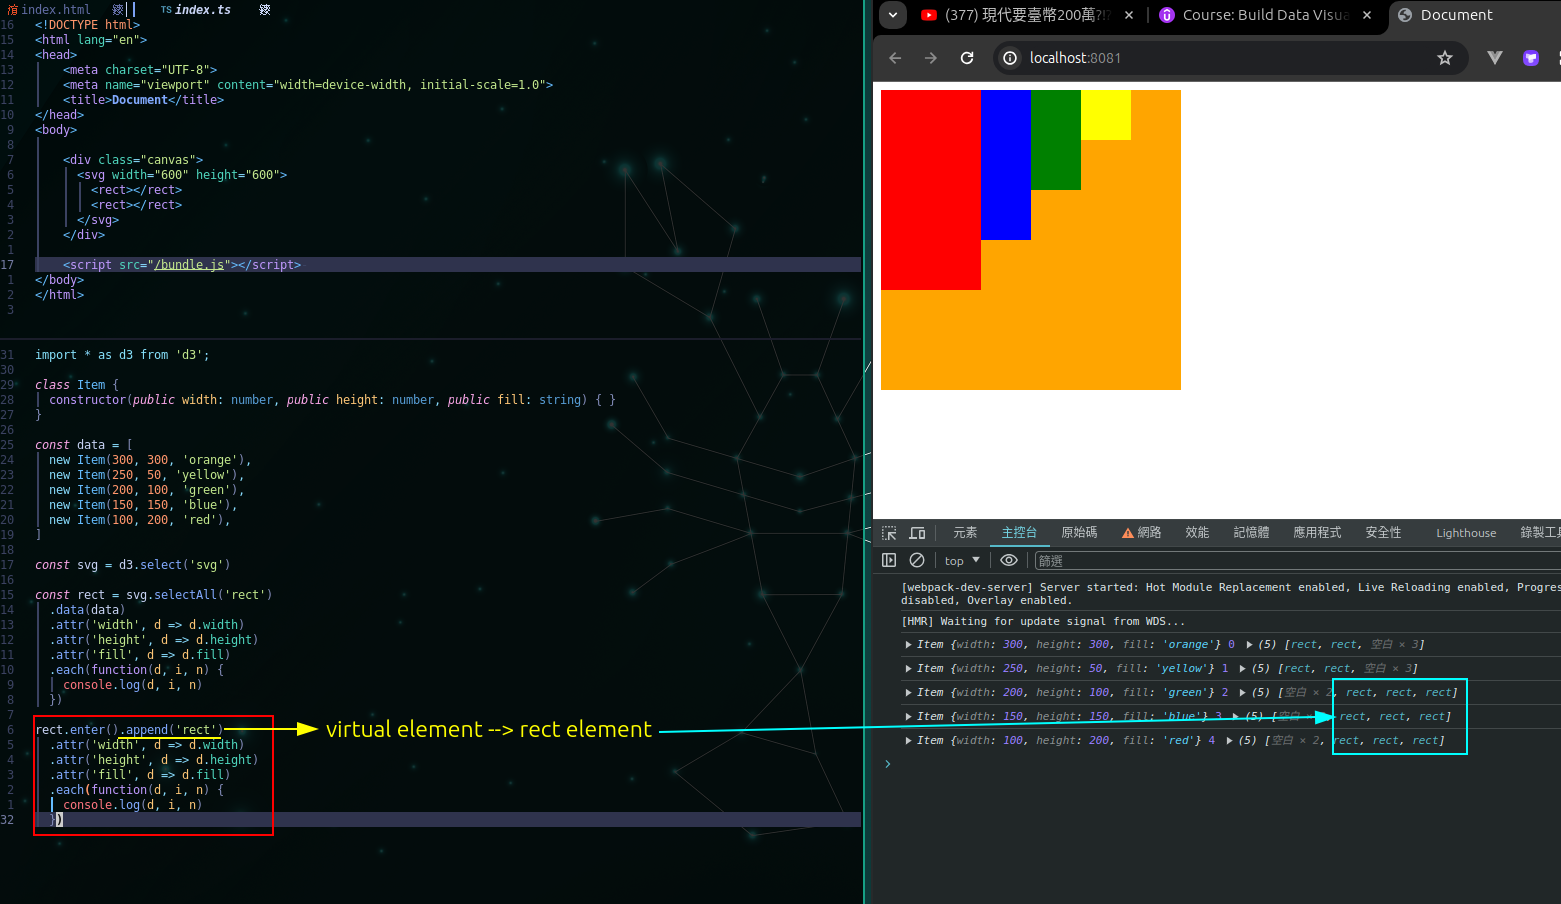 index.html
TS index.ts
16 <!DOCTYPE html>
15 <html lang="en">
14 <head>
13 <meta charset="UTF-8">
12 <meta name="viewport" content="width=device-width, initial-scale=1.0">
11 <title>Document</title>
10 </head>
9 <body>
8
7 <div class="canvas">
6 <svg width="600" height="600">
5 <rect></rect>
4 <rect></rect>
3 </svg>
2 </div>
1
17 <script src="/bundle.js"></script>
1 </body>
2 </html>
3
31 import * as d3 from 'd3';
30
29 class Item {
28 constructor(public width: number, public height: number, public fill: string) { }
27 }
26
25 const data = [
24 new Item(300, 300, 'orange'),
23 new Item(250, 50, 'yellow'),
22 new Item(200, 100, 'green'),
21 new Item(150, 150, 'blue'),
20 new Item(100, 200, 'red'),
19 ]
18
17 const svg = d3.select('svg')
16
15 const rect = svg.selectAll('rect')
14 .data(data)
13 .attr('width', d => d.width)
12 .attr('height', d => d.height)
11 .attr('fill', d => d.fill)
10 .each(function(d, i, n) {
9 console.log(d, i, n)
8 })
7
6 rect.enter().append('rect')
5 .attr('width', d => d.width)
4 .attr('height', d => d.height)
3 .attr('fill', d => d.fill)
2 .each(function(d, i, n) {
1 console.log(d, i, n)
32 })
virtual element --> rect element
(377) 現代要臺幣200萬?!?
Course: Build Data Visua
Document
localhost:8081
元素 主控台 原始碼 網路 效能 記憶體 應用程式 安全性 Lighthouse 錄製工具
top 篩選
[webpack-dev-server] Server started: Hot Module Replacement enabled, Live Reloading enabled, Progres
disabled, Overlay enabled.
[HMR] Waiting for update signal from WDS...
Item {width: 300, height: 300, fill: 'orange'} 0 (5) [rect, rect, 空白 × 3]
Item {width: 250, height: 50, fill: 'yellow'} 1 (5) [rect, rect, 空白 × 3]
Item {width: 200, height: 100, fill: 'green'} 2 (5) [空白 × 2, rect, rect, rect]
Item {width: 150, height: 150, fill: 'blue'} 3 (5) [空白 × rect, rect, rect]
Item {width: 100, height: 200, fill: 'red'} 4 (5) [空白 × 2, rect, rect, rect]